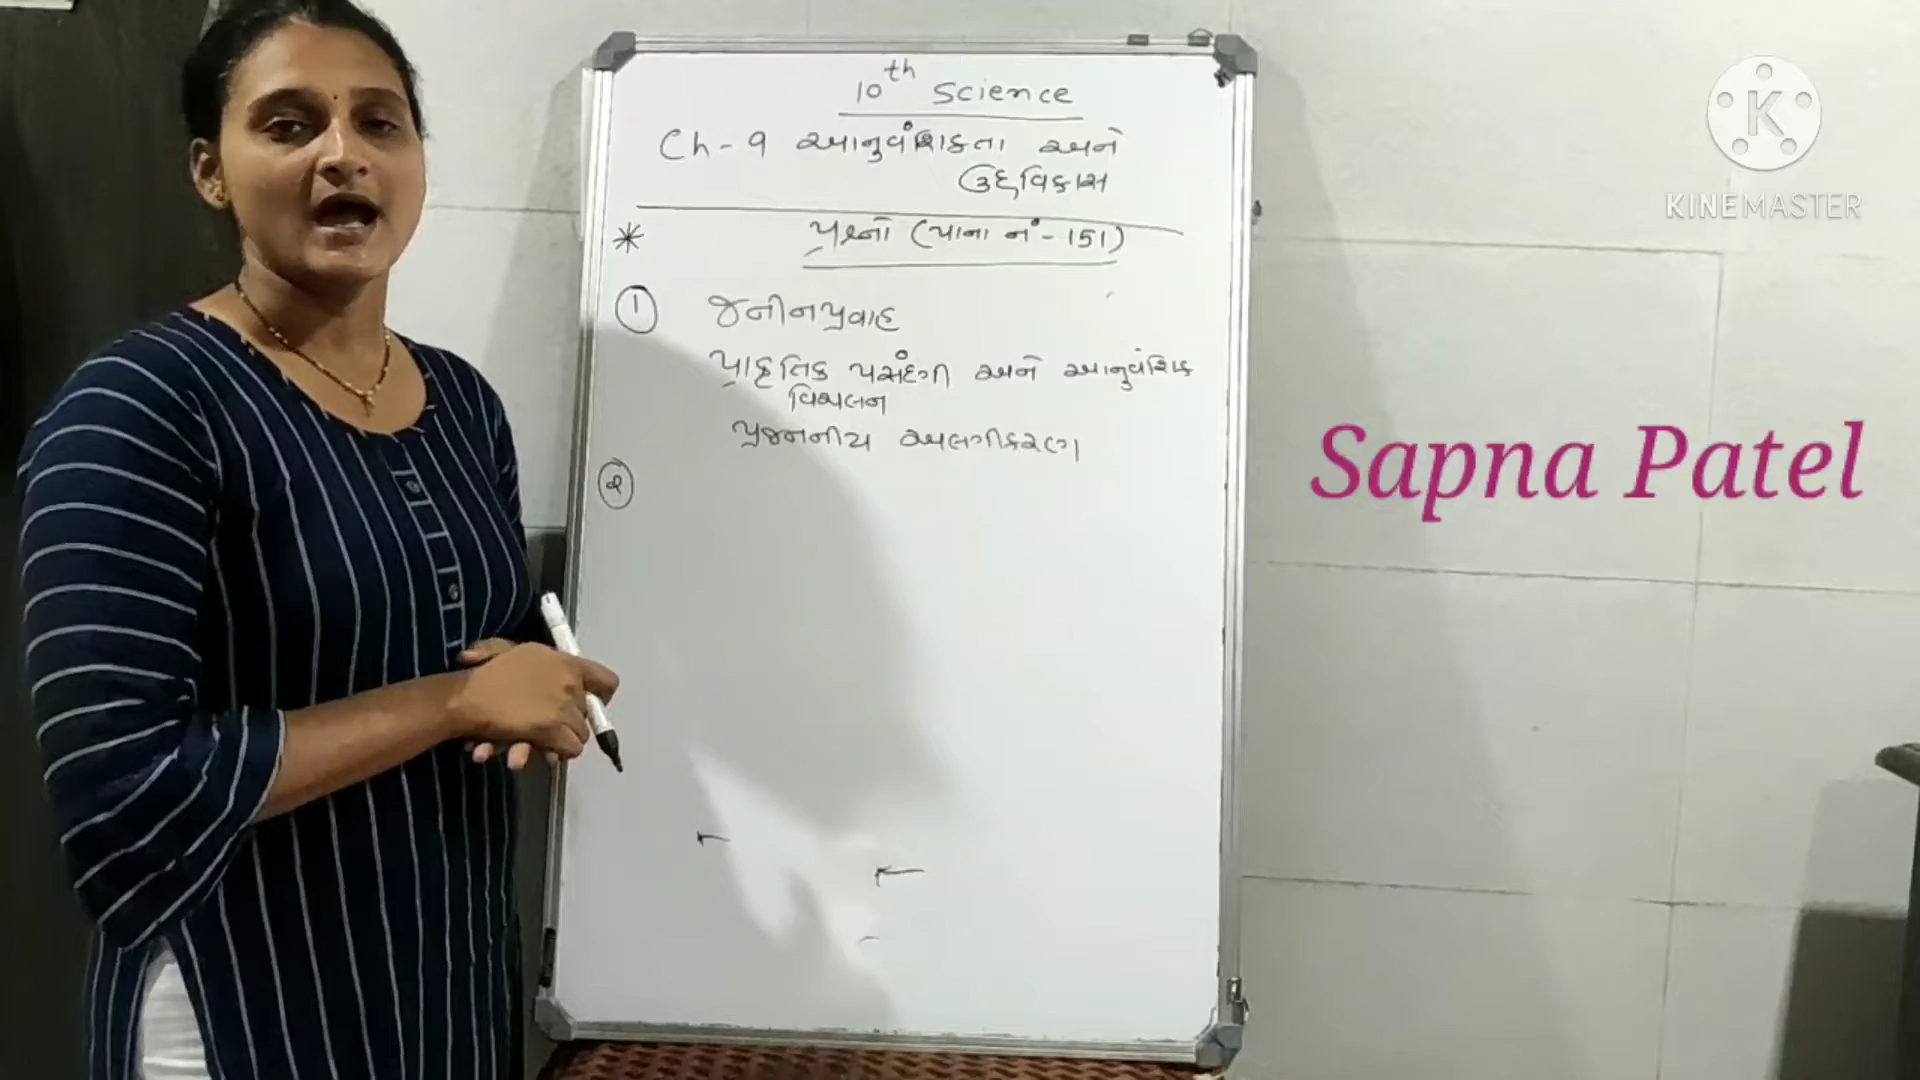 10th Science
Ch-9 આનુવંશિકતા અને
ઉદ્દવિકાસ
* પ્રશ્નો (પાના નં-151)
① જનીનપ્રવાહ
પ્રાકૃતિક પસંદગી અને આનુવંશિક
વિચલન
પ્રજનનીય અલગીકરણ
②
K
KINEMASTER
Sapna Patel